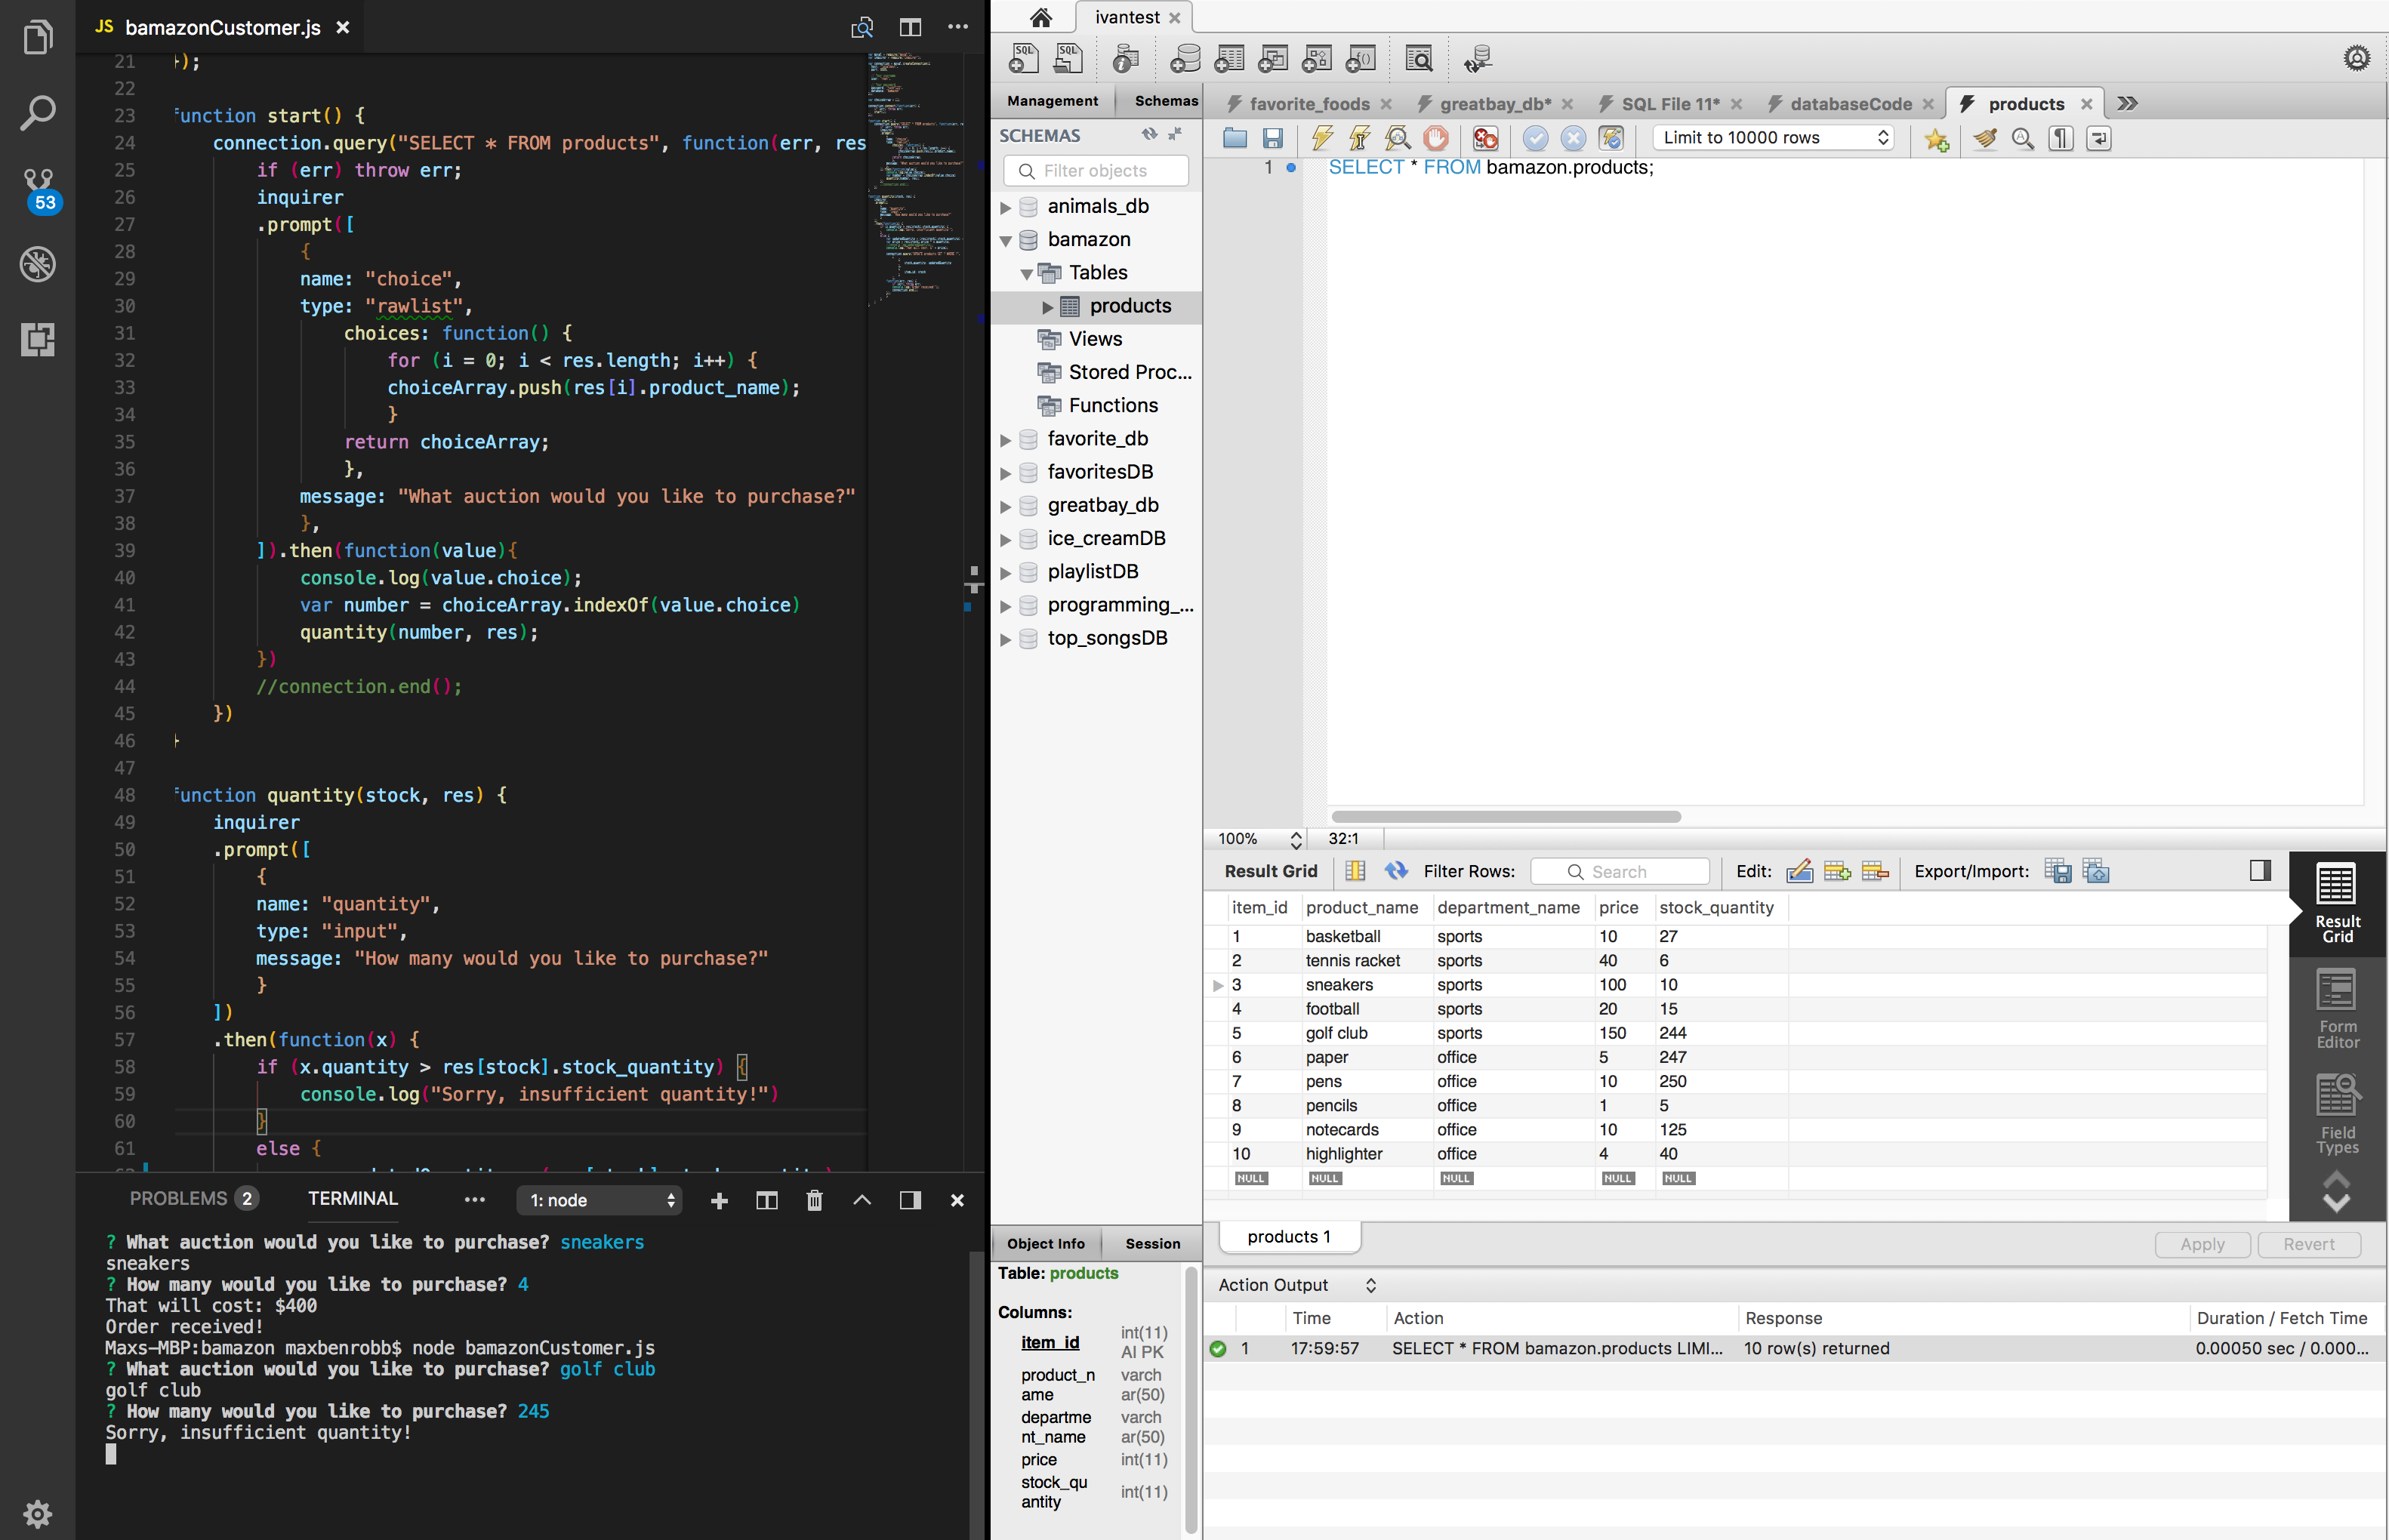 JS bamazonCustomer.js
21 });
22
23 function start() {
24 connection.query("SELECT * FROM products", function(err, res
25 if (err) throw err;
26 inquirer
27 .prompt([
28 {
29 name: "choice",
30 type: "rawlist",
31 choices: function() {
32 for (i = 0; i < res.length; i++) {
33 choiceArray.push(res[i].product_name);
34 }
35 return choiceArray;
36 },
37 message: "What auction would you like to purchase?"
38 },
39 ]).then(function(value){
40 console.log(value.choice);
41 var number = choiceArray.indexOf(value.choice)
42 quantity(number, res);
43 })
44 //connection.end();
45 })
46 }
47
48 function quantity(stock, res) {
49 inquirer
50 .prompt([
51 {
52 name: "quantity",
53 type: "input",
54 message: "How many would you like to purchase?"
55 }
56 ])
57 .then(function(x) {
58 if (x.quantity > res[stock].stock_quantity) {
59 console.log("Sorry, insufficient quantity!")
60 }
61 else {
53
PROBLEMS 2 TERMINAL ••• 1: node
? What auction would you like to purchase? sneakers
sneakers
? How many would you like to purchase? 4
That will cost: $400
Order received!
Maxs-MBP:bamazon maxbenrobb$ node bamazonCustomer.js
? What auction would you like to purchase? golf club
golf club
? How many would you like to purchase? 245
Sorry, insufficient quantity!
ivantest
SQL SQL
Management Schemas
SCHEMAS
Filter objects
animals_db
bamazon
Tables
products
Views
Stored Proc...
Functions
favorite_db
favoritesDB
greatbay_db
ice_creamDB
playlistDB
programming_...
top_songsDB
Object Info Session
Table: products
Columns:
item_id int(11)
AI PK
product_n varch
ame ar(50)
departme varch
nt_name ar(50)
price int(11)
stock_qu
antity int(11)
favorite_foods greatbay_db* SQL File 11* databaseCode products
Limit to 10000 rows
1 SELECT * FROM bamazon.products;
100% 32:1
Result Grid Filter Rows: Search Edit: Export/Import:
item_id product_name department_name price stock_quantity
1 basketball sports 10 27
2 tennis racket sports 40 6
3 sneakers sports 100 10
4 football sports 20 15
5 golf club sports 150 244
6 paper office 5 247
7 pens office 10 250
8 pencils office 1 5
9 notecards office 10 125
10 highlighter office 4 40
NULL NULL NULL NULL NULL
Result
Grid
Form
Editor
Field
Types
products 1 Apply Revert
Action Output
Time Action Response Duration / Fetch Time
1 17:59:57 SELECT * FROM bamazon.products LIMI... 10 row(s) returned 0.00050 sec / 0.000...